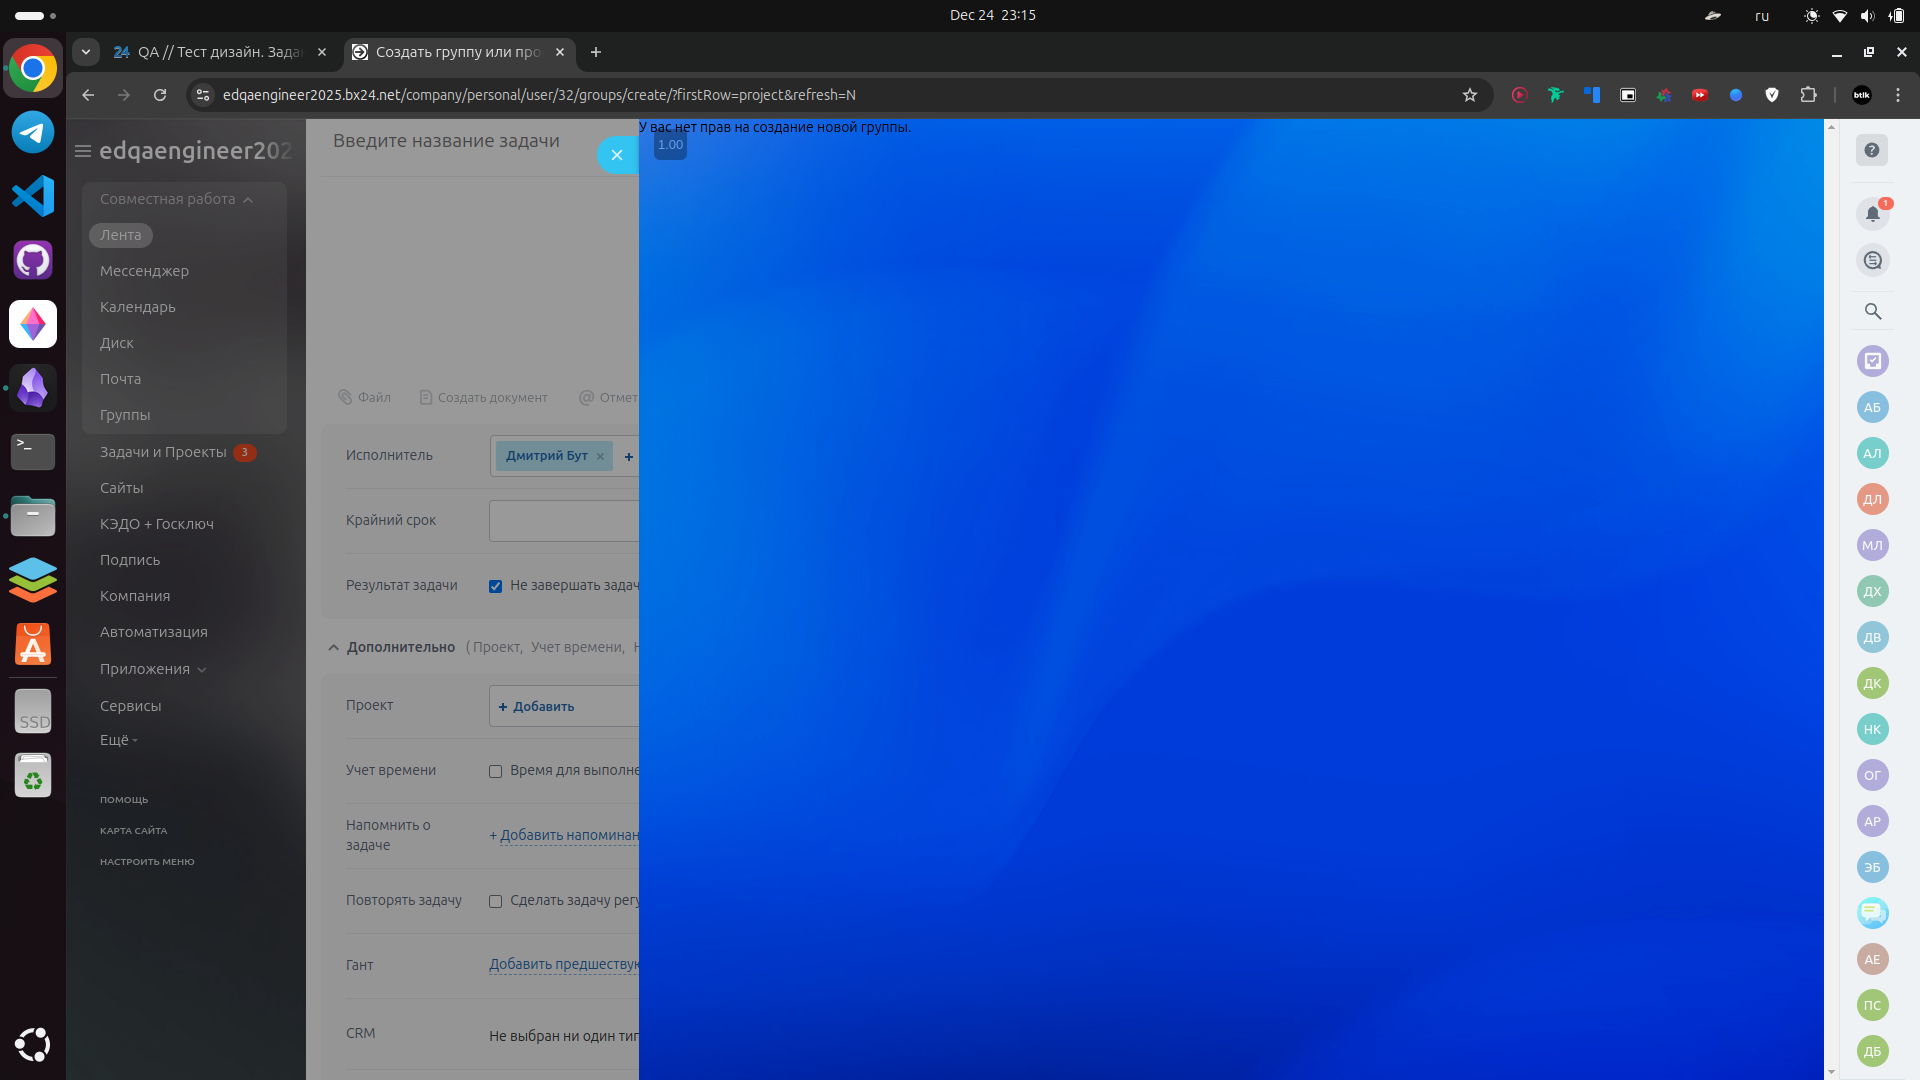 Dec 24 23:15
ru
QA // Тест дизайн. Зада
Создать группу или про
edqaengineer2025.bx24.net/company/personal/user/32/groups/create/?firstRow=project&refresh=N
btlk
edqaengineer202
Совместная работа
Лента
Мессенджер
Календарь
Диск
Почта
Группы
Задачи и Проекты 3
Сайты
КЭДО + Госключ
Подпись
Компания
Автоматизация
Приложения
Сервисы
Ещё
ПОМОЩЬ
КАРТА САЙТА
НАСТРОИТЬ МЕНЮ
SSD
Введите название задачи
Файл
Создать документ
Отмет
Исполнитель
Дмитрий Бут × +
Крайний срок
Результат задачи
Не завершать задач
Дополнительно ( Проект, Учет времени, Н
Проект
+ Добавить
Учет времени
Время для выполне
Напомнить о
задаче
+ Добавить напоминан
Повторять задачу
Сделать задачу регу
Гант
Добавить предшествую
CRM
Не выбран ни один тип
У вас нет прав на создание новой группы.
1.00
1
АБ
АЛ
ДЛ
МЛ
ДХ
ДВ
ДК
НК
ОГ
АР
ЭБ
АЕ
ПС
ДБ